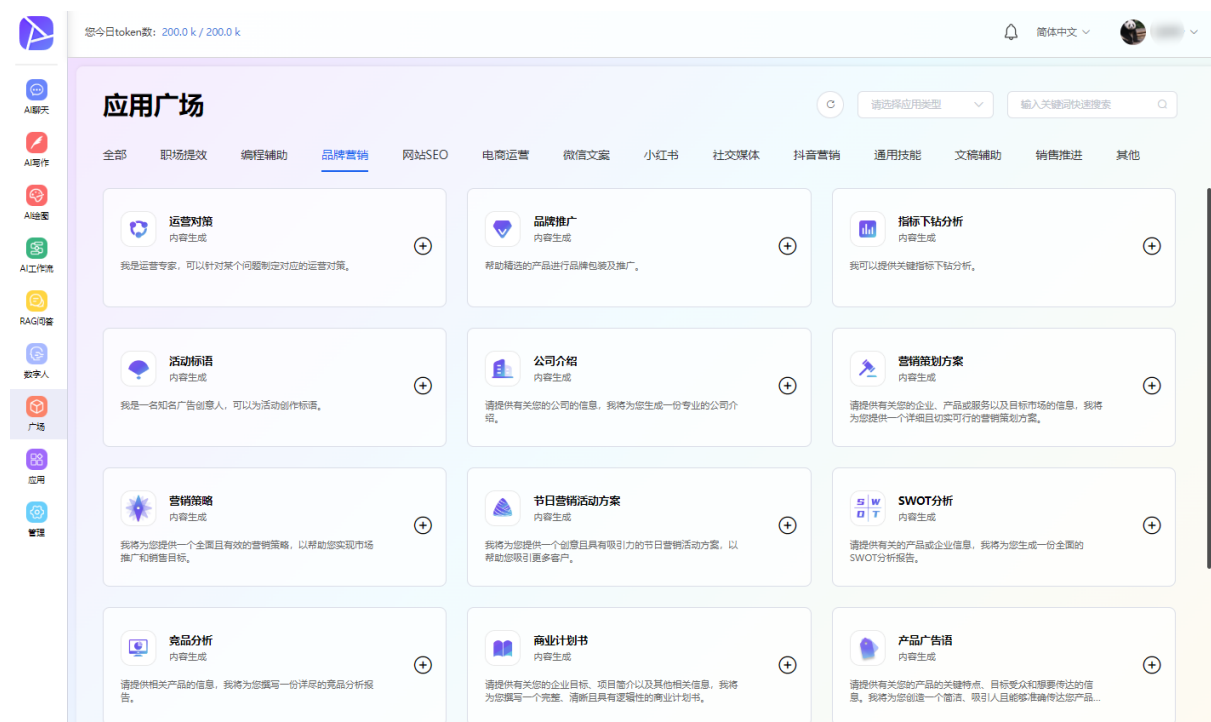 您今日token数：200.0 k / 200.0 k
简体中文
AI聊天
AI写作
AI绘图
AI工作流
RAG问答
数字人
广场
应用
管理
应用广场
请选择应用类型
输入关键词快速搜索
全部 职场提效 编程辅助 品牌营销 网站SEO 电商运营 微信文案 小红书 社交媒体 抖音营销 通用技能 文稿辅助 销售推进 其他
运营对策
内容生成
我是运营专家，可以针对某个问题制定对应的运营对策。
品牌推广
内容生成
帮助精选的产品进行品牌包装及推广。
指标下钻分析
内容生成
我可以提供关键指标下钻分析。
活动标语
内容生成
我是一名知名广告创意人，可以为活动创作标语。
公司介绍
内容生成
请提供有关您的公司的信息，我将为您生成一份专业的公司介
绍。
营销策划方案
内容生成
请提供有关您的企业、产品或服务以及目标市场的信息，我将
为您提供一个详细且切实可行的营销策划方案。
营销策略
内容生成
我将为您提供一个全面且有效的营销策略，以帮助您实现市场
推广和销售目标。
节日营销活动方案
内容生成
我将为您提供一个创意且具有吸引力的节日营销活动方案，以
帮助您吸引更多客户。
S W
O T
SWOT分析
内容生成
请提供有关的产品或企业信息，我将为您生成一份全面的
SWOT分析报告。
竞品分析
内容生成
请提供相关产品的信息，我将为您撰写一份详尽的竞品分析报
告。
商业计划书
内容生成
请提供有关您的企业目标、项目简介以及其他相关信息，我将
为您撰写一个完整、清晰且具有逻辑性的商业计划书。
产品广告语
内容生成
请提供有关您的产品的关键特点、目标受众和想要传达的信
息。我将为您创造一个简洁、吸引人且能够准确传达您产品...